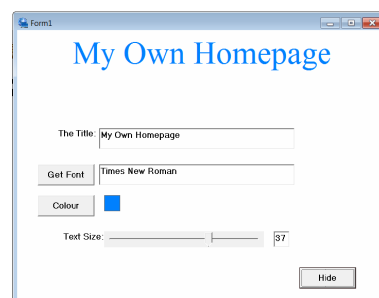 Form1
My Own Homepage
The Title: My Own Homepage
Get Font Times New Roman
Colour
Text Size: 37
Hide